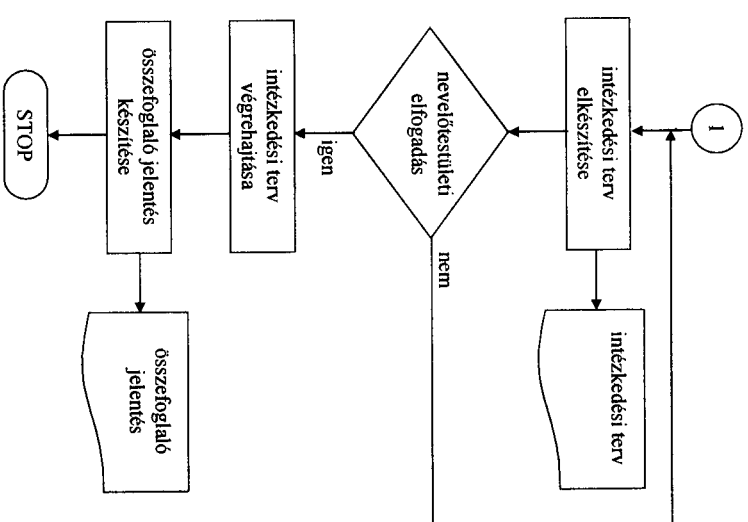 1
intézkedési terv
elkészítése
intézkedési terv
nevelőtestületi
elfogadás
nem
igen
intézkedési terv
végrehajtása
összefoglaló jelentés
készítése
összefoglaló
jelentés
STOP